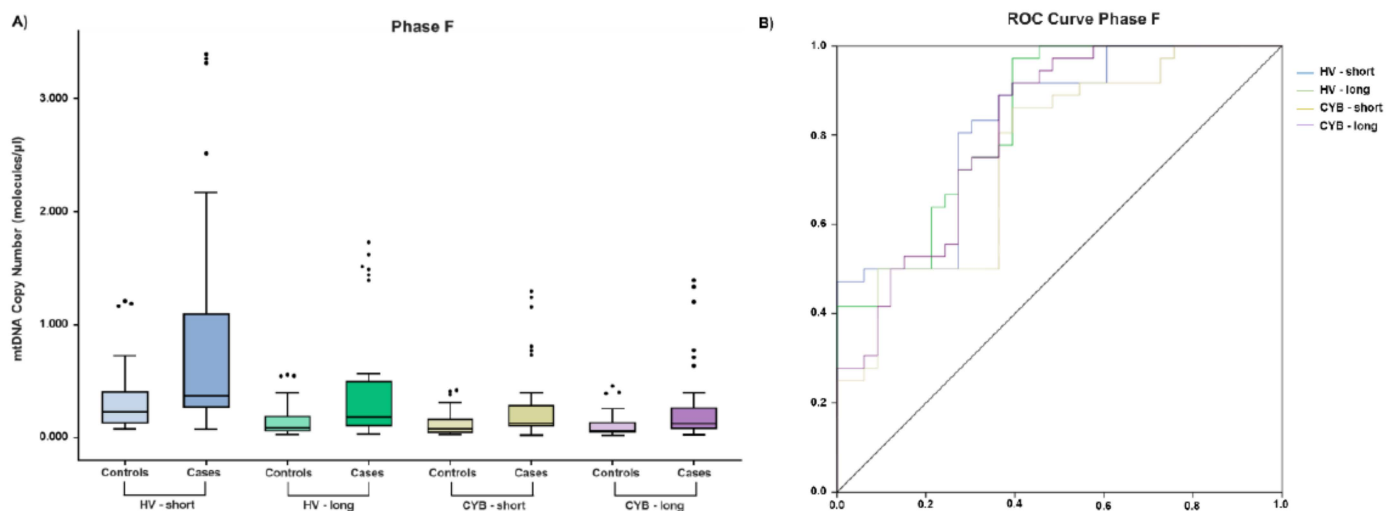 A)
Phase F
mtDNA Copy Number (molecules/µl)
3.000
2.000
1.000
0.000
Controls
Cases
Controls
Cases
Controls
Cases
Controls
Cases
HV - short
HV - long
CYB - short
CYB - long
B)
ROC Curve Phase F
1.0
0.8
0.6
0.4
0.2
0.0
0.0
0.2
0.4
0.6
0.8
1.0
HV - short
HV - long
CYB - short
CYB - long